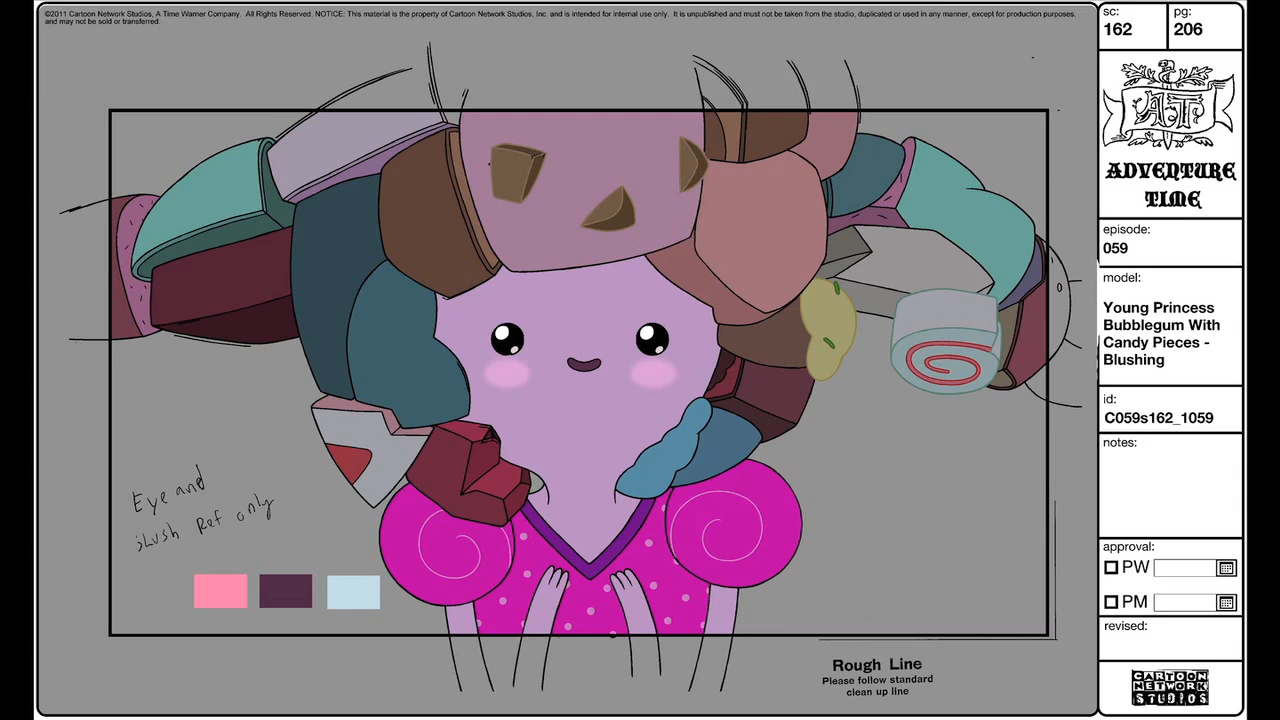 ©2011 Cartoon Network Studios, A Time Warner Company. All Rights Reserved. NOTICE: This material is the property of Cartoon Network Studios, Inc and is intended for internal use only. It is unpublished and must not be taken from the studio, duplicated or used in any manner, except for production purposes,
and may not be sold or transferred.
sc: pg:
162 206
AT
ADVENTURE
TIME
episode:
059
model:
Young Princess
Bubblegum With
Candy Pieces -
Blushing
id:
C059s162_1059
notes:
Eye and
Blush Ref only
approval:
PW
PM
revised:
Rough Line
Please follow standard
clean up line
CARTOON
NETWORK
STUDIOS